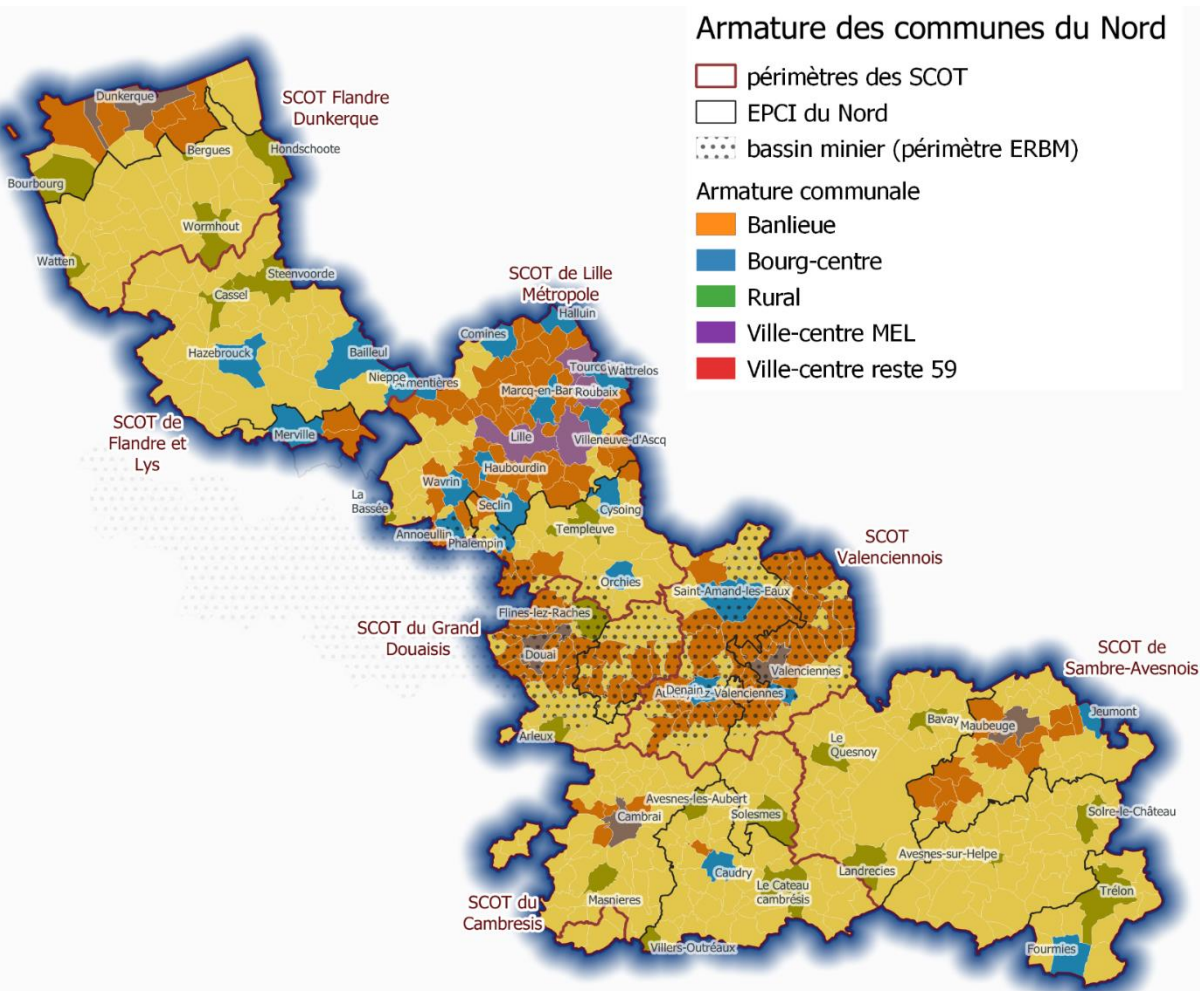 Armature des communes du Nord
périmètres des SCOT
EPCI du Nord
bassin minier (périmètre ERBM)
Armature communale
Banlieue
Bourg-centre
Rural
Ville-centre MEL
Ville-centre reste 59
Dunkerque
SCOT Flandre
Dunkerque
Bergues
Hondschoote
Bourbourg
Wormhout
Watten
Steenvoorde
Cassel
SCOT de Lille
Métropole
Halluin
Comines
Hazebrouck
Bailleul
Nieppe
Armentières
Tourcoi
Wattrelos
Marcq-en-Bar
Roubaix
SCOT de
Flandre et
Lys
Merville
Lille
Villeneuve-d'Ascq
Haubourdin
Wavrin
La
Bassée
Seclin
Cysoing
Annoeullin
Phalempin
Templeuve
SCOT
Valenciennois
Orchies
Saint-Amand-les-Eaux
Flines-lez-Raches
SCOT du Grand
Douaisis
Douai
Valenciennes
SCOT de
Sambre-Avesnois
Denain
z-Valenciennes
Arleux
Bavay
Maubeuge
Jeumont
Le
Quesnoy
Avesnes-les-Aubert
Solesmes
Cambrai
Solre-le-Château
Avesnes-sur-Helpe
Landrecies
Caudry
Le Cateau
cambrésis
Masnieres
Trélon
SCOT du
Cambresis
Villers-Outréaux
Fourmies